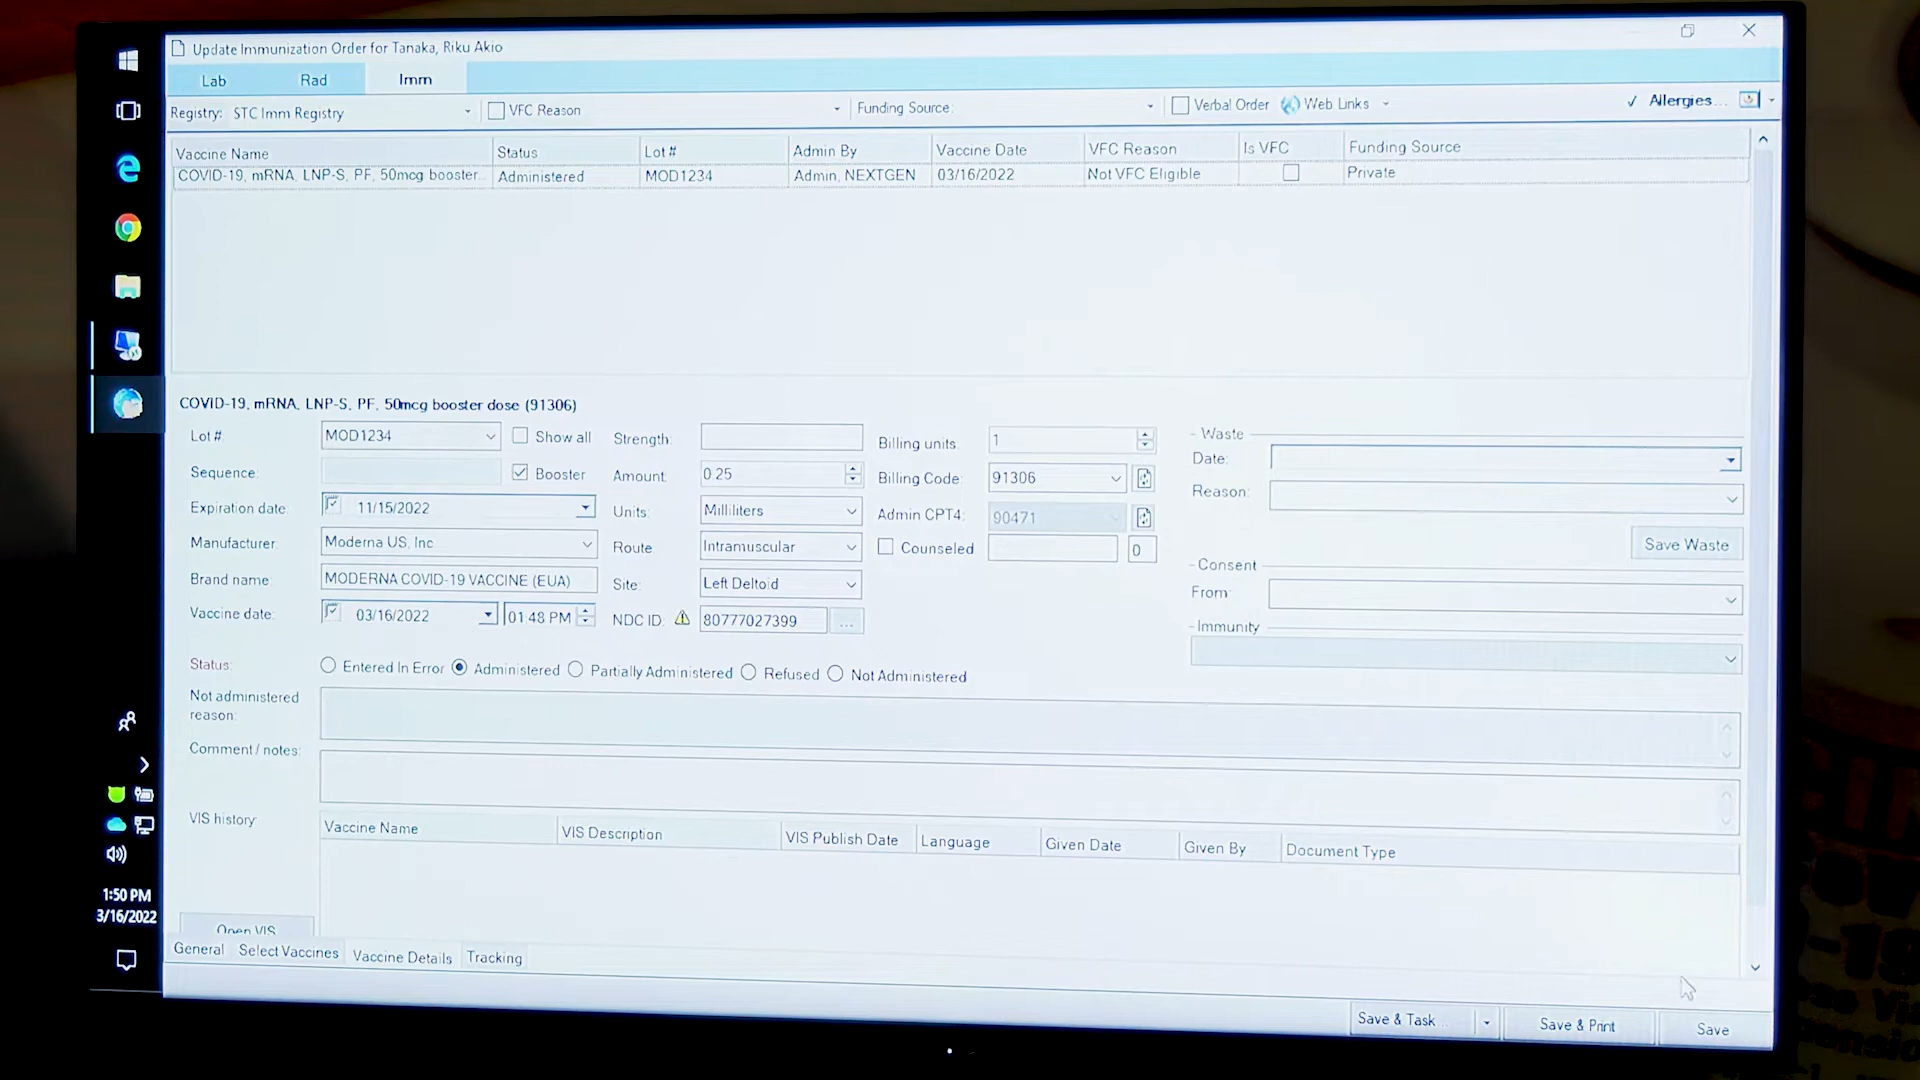 Update Immunization Order for Tanaka, Riku Akio
Lab Rad Imm
Registry: STC Imm Registry VFC Reason Funding Source: Verbal Order Web Links Allergies...
Vaccine Name Status Lot # Admin By Vaccine Date VFC Reason Is VFC Funding Source
COVID-19, mRNA, LNP-S, PF, 50mcg booster... Administered MOD1234 Admin, NEXTGEN 03/16/2022 Not VFC Eligible Private
COVID-19, mRNA, LNP-S, PF, 50mcg booster dose (91306)
Lot #: MOD1234 Show all Strength: Billing units: 1 Waste
Date:
Sequence: Booster Amount: 0.25 Billing Code: 91306 Reason:
Expiration date: 11/15/2022 Units: Milliliters Admin CPT4: 90471
Manufacturer: Moderna US, Inc Route: Intramuscular Counseled 0 Save Waste
Consent
Brand name: MODERNA COVID-19 VACCINE (EUA) Site: Left Deltoid From:
Vaccine date: 03/16/2022 01:48 PM NDC ID: 80777027399 ...
Immunity
Status: Entered In Error Administered Partially Administered Refused Not Administered
Not administered
reason:
Comment / notes:
VIS history: Vaccine Name VIS Description VIS Publish Date Language Given Date Given By Document Type
Open VIS
General Select Vaccines Vaccine Details Tracking
Save & Task... Save & Print Save
1:50 PM
3/16/2022